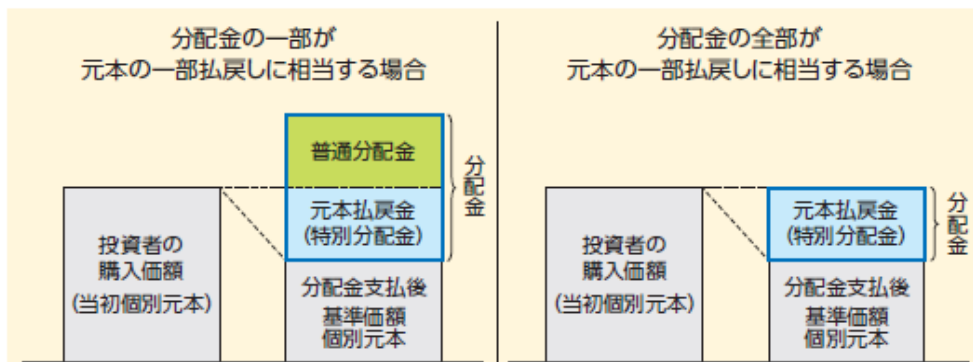 分配金の一部が
元本の一部払戻しに相当する場合
普通分配金
元本払戻金
(特別分配金)
分配金
投資者の
購入価額
(当初個別元本)
分配金支払後
基準価額
個別元本
分配金の全部が
元本の一部払戻しに相当する場合
元本払戻金
(特別分配金)
分配金
投資者の
購入価額
(当初個別元本)
分配金支払後
基準価額
個別元本